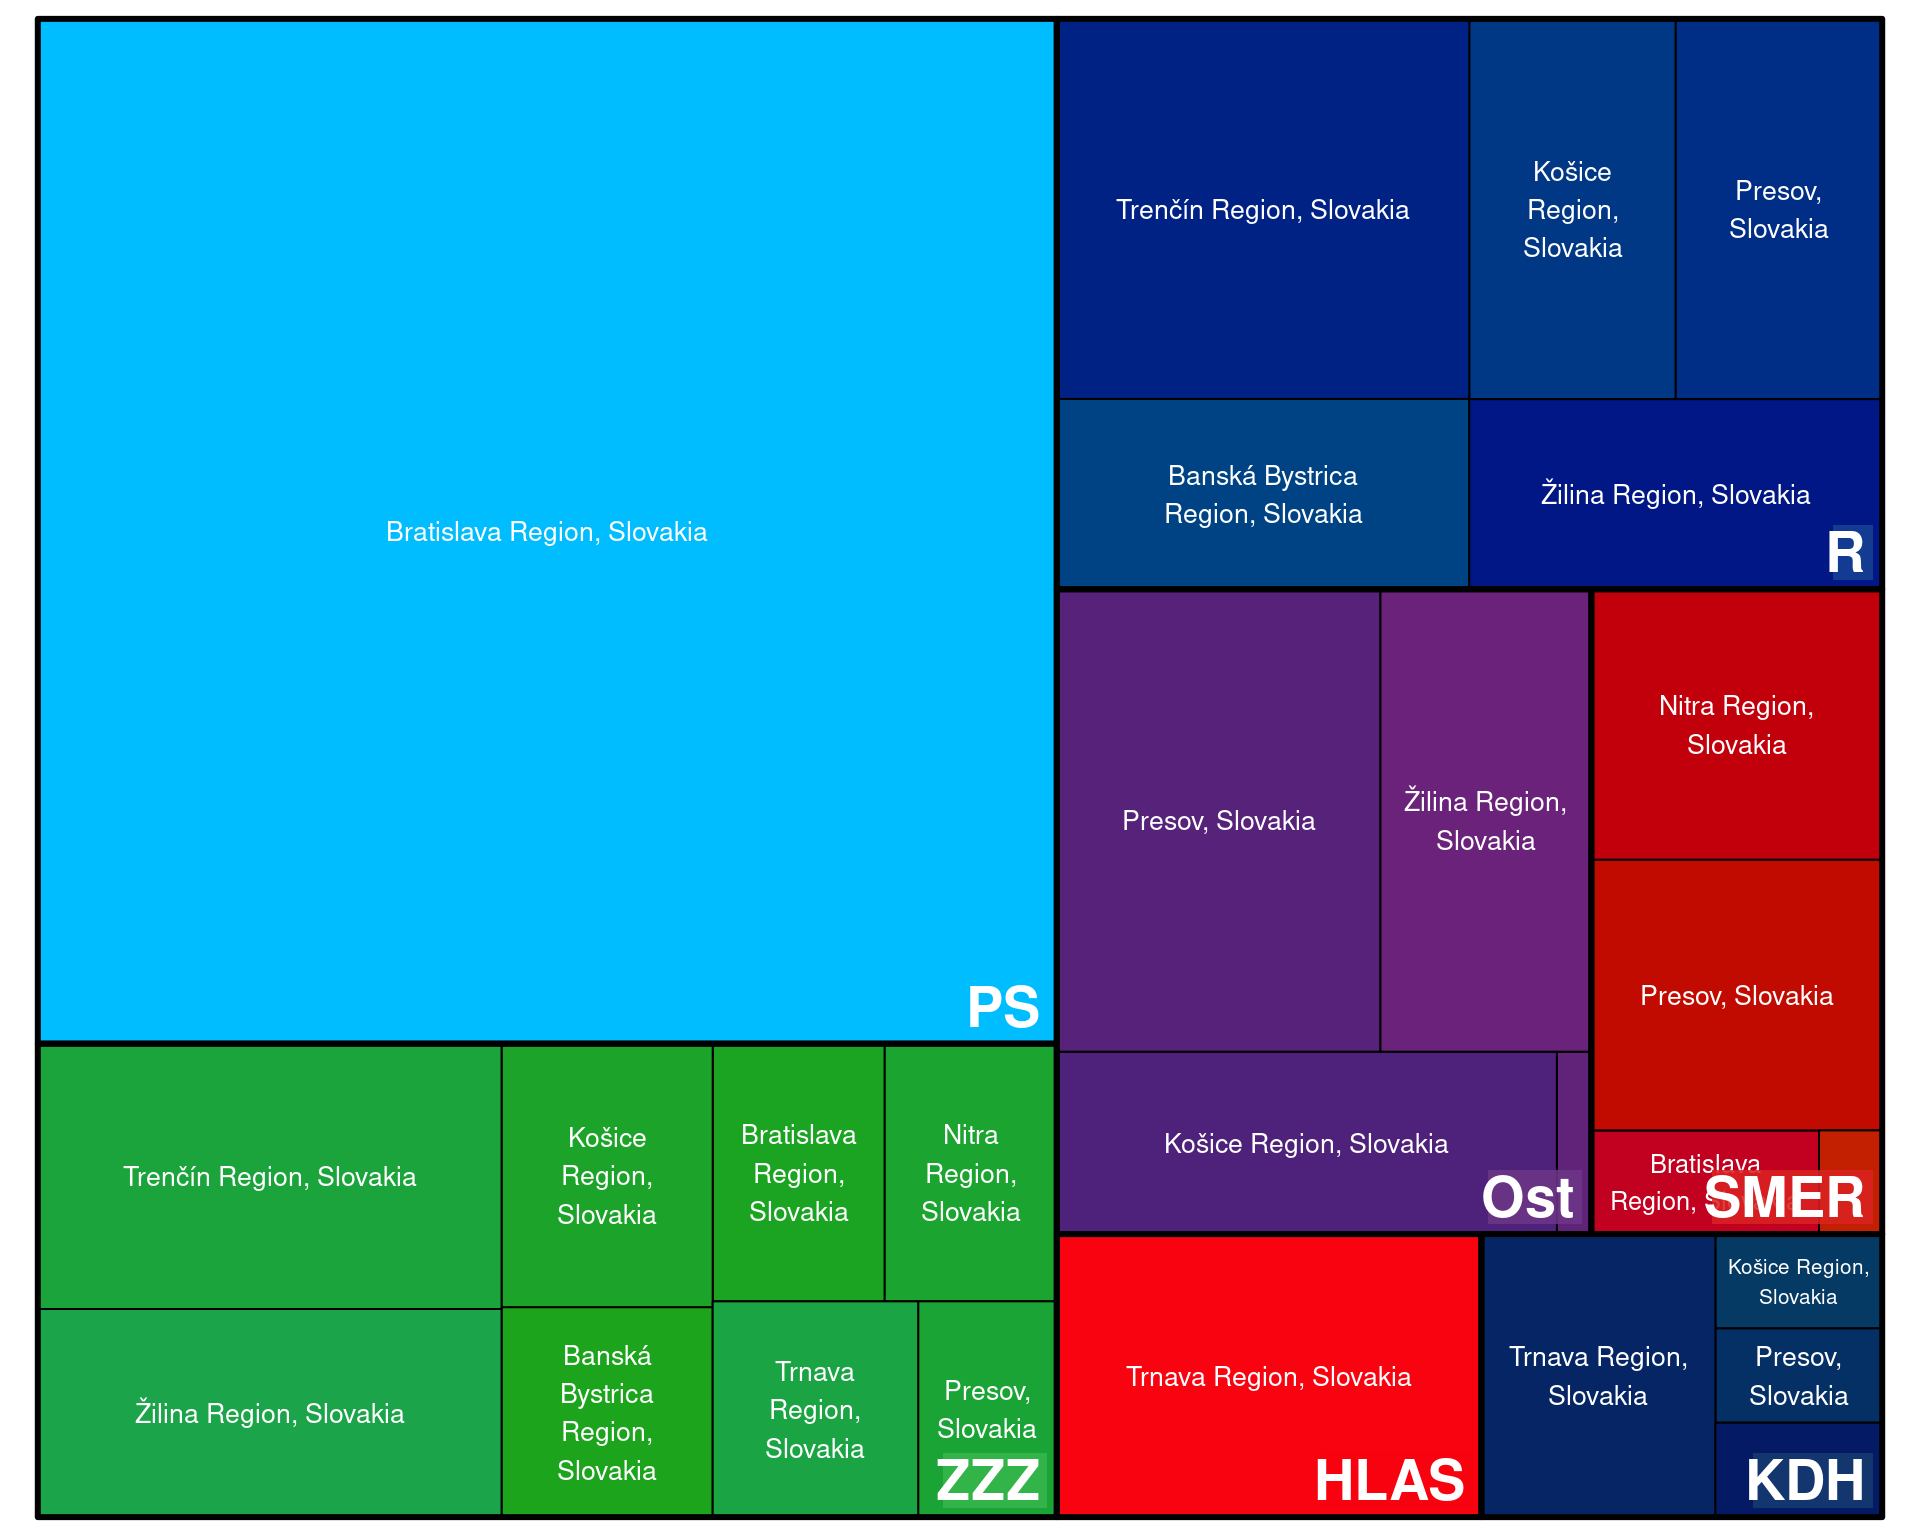 Bratislava Region, Slovakia
PS
Trenčín Region, Slovakia
Košice
Region,
Slovakia
Presov,
Slovakia
Banská Bystrica
Region, Slovakia
Žilina Region, Slovakia
R
Presov, Slovakia
Žilina Region,
Slovakia
Košice Region, Slovakia
Ost
Nitra Region,
Slovakia
Presov, Slovakia
Bratislava
Region,
SMER
Trenčín Region, Slovakia
Košice
Region,
Slovakia
Bratislava
Region,
Slovakia
Nitra
Region,
Slovakia
Žilina Region, Slovakia
Banská
Bystrica
Region,
Slovakia
Trnava
Region,
Slovakia
Presov,
Slovakia
ZZZ
Trnava Region, Slovakia
HLAS
Trnava Region,
Slovakia
Košice Region,
Slovakia
Presov,
Slovakia
KDH